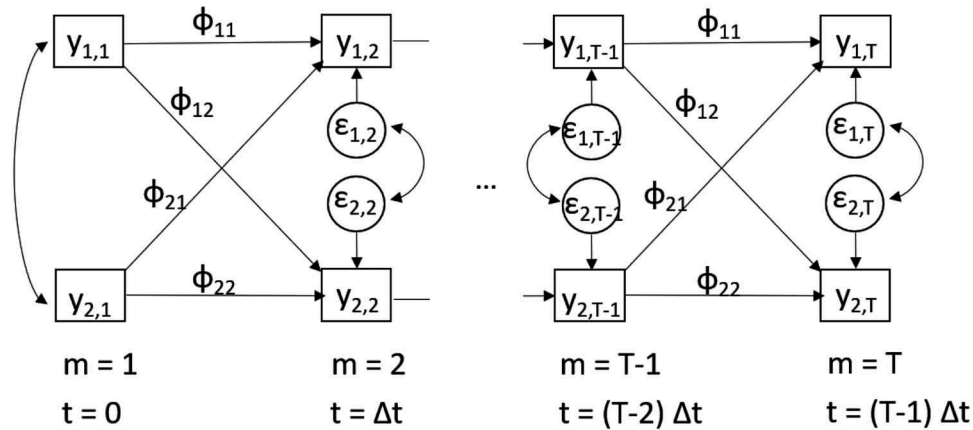 ϕ11 ϕ11
y1,1 y1,2 y1,T-1 y1,T
ϕ12 ϕ12
ε1,2 ε1,T-1 ε1,T
...
ϕ21 ϕ21
ε2,2 ε2,T-1 ε2,T
ϕ22 ϕ22
y2,1 y2,2 y2,T-1 y2,T
m = 1 m = 2 m = T-1 m = T
t = 0 t = Δt t = (T-2) Δt t = (T-1) Δt